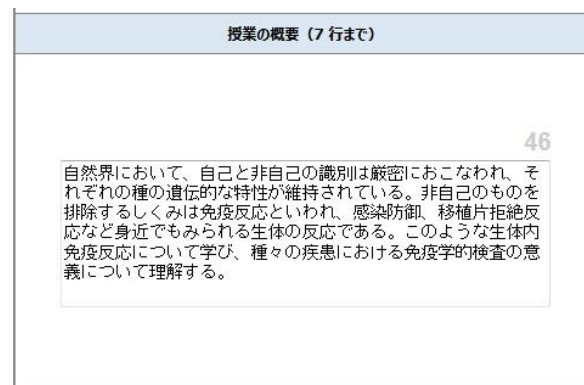 授業の概要（7 行まで）
46
自然界において、自己と非自己の識別は厳密におこなわれ、そ
れぞれの種の遺伝的な特性が維持されている。非自己のものを
排除するしくみは免疫反応といわれ、感染防御、移植片拒絶反
応など身近でもみられる生体の反応である。このような生体内
免疫反応について学び、種々の疾患における免疫学的検査の意
義について理解する。